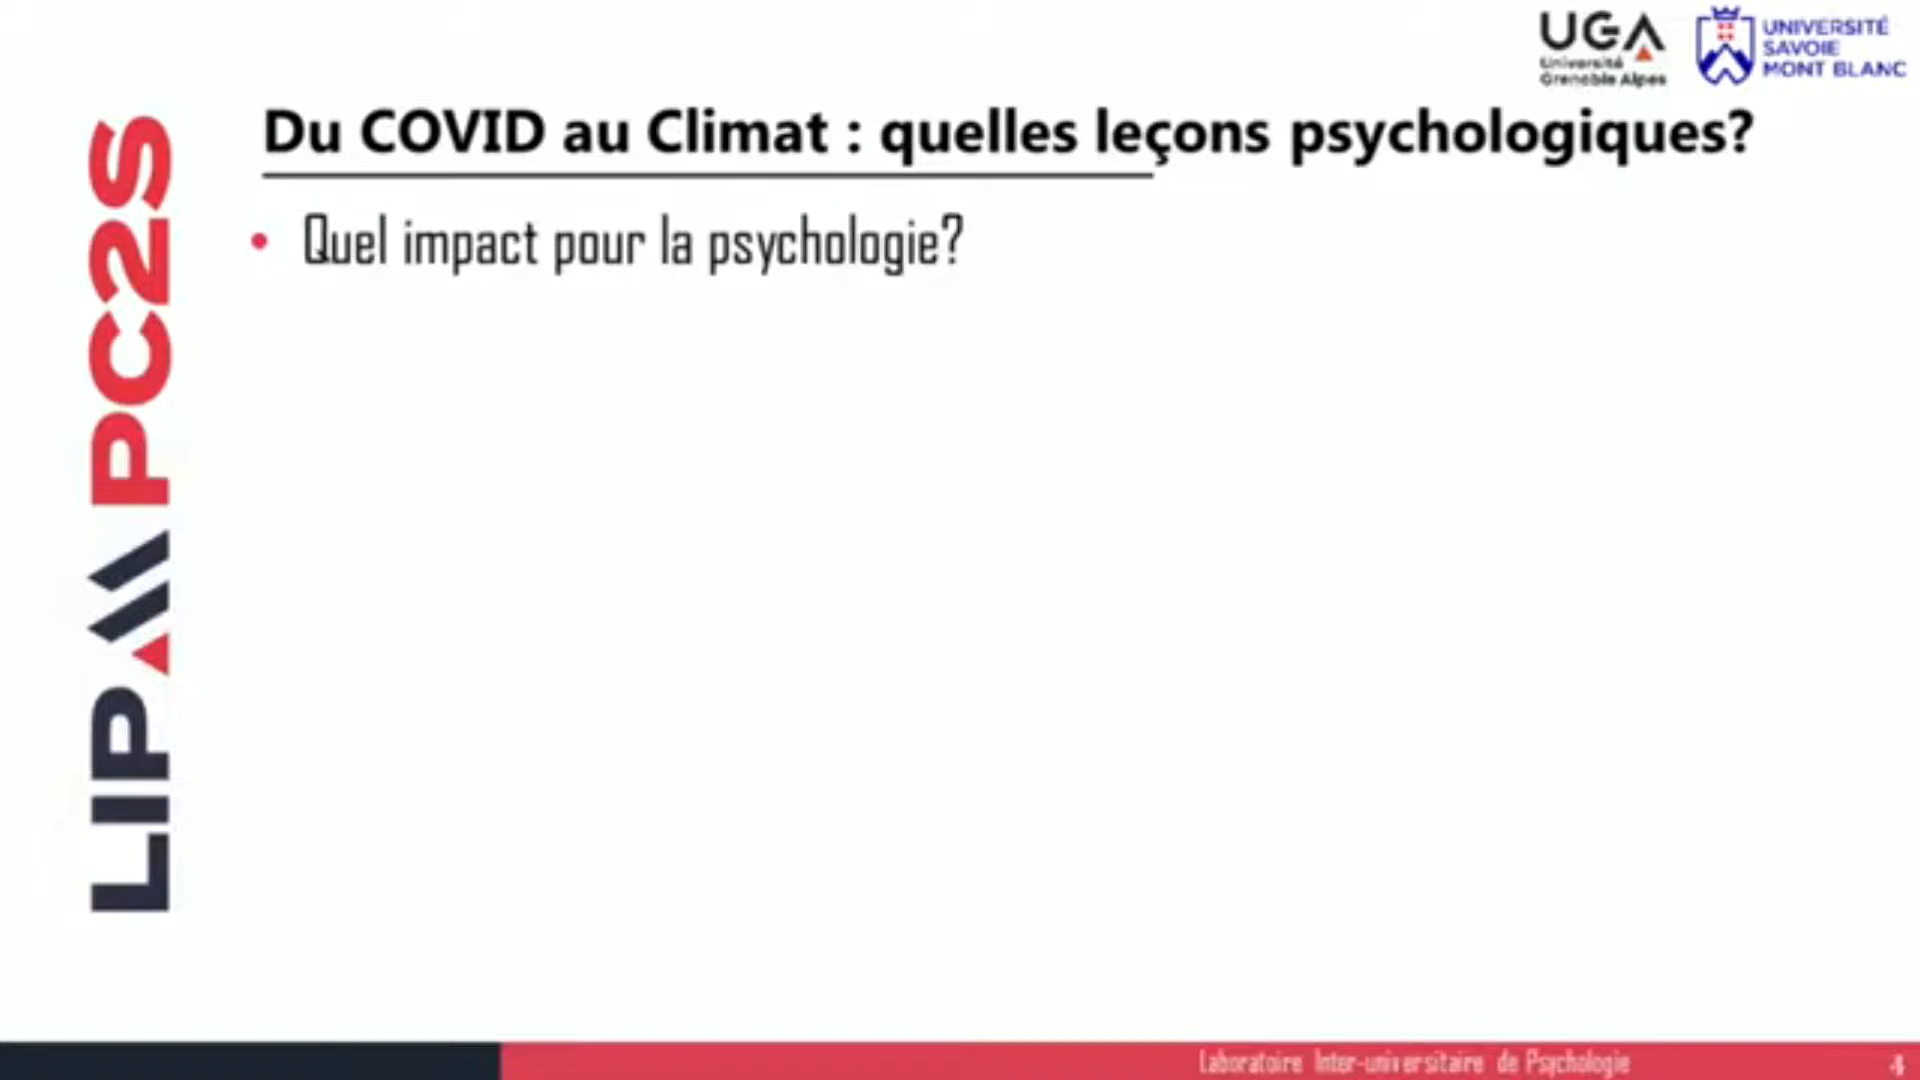 UGA
Université
Grenoble Alpes
UNIVERSITÉ
SAVOIE
MONT BLANC
Du COVID au Climat : quelles leçons psychologiques?
• Quel impact pour la psychologie?
LIP PC2S
Laboratoire Inter-universitaire de Psychologie
4